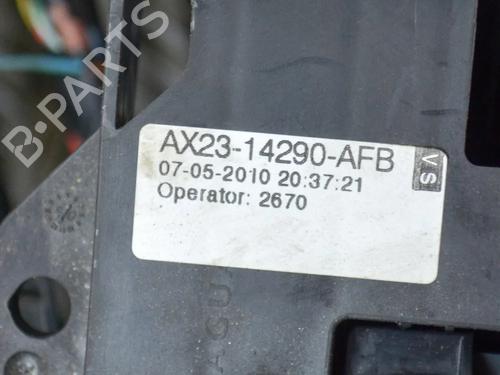 B-PARTS
AX23-14290-AFB
07-05-2010 20:37:21
Operator: 2670
VS